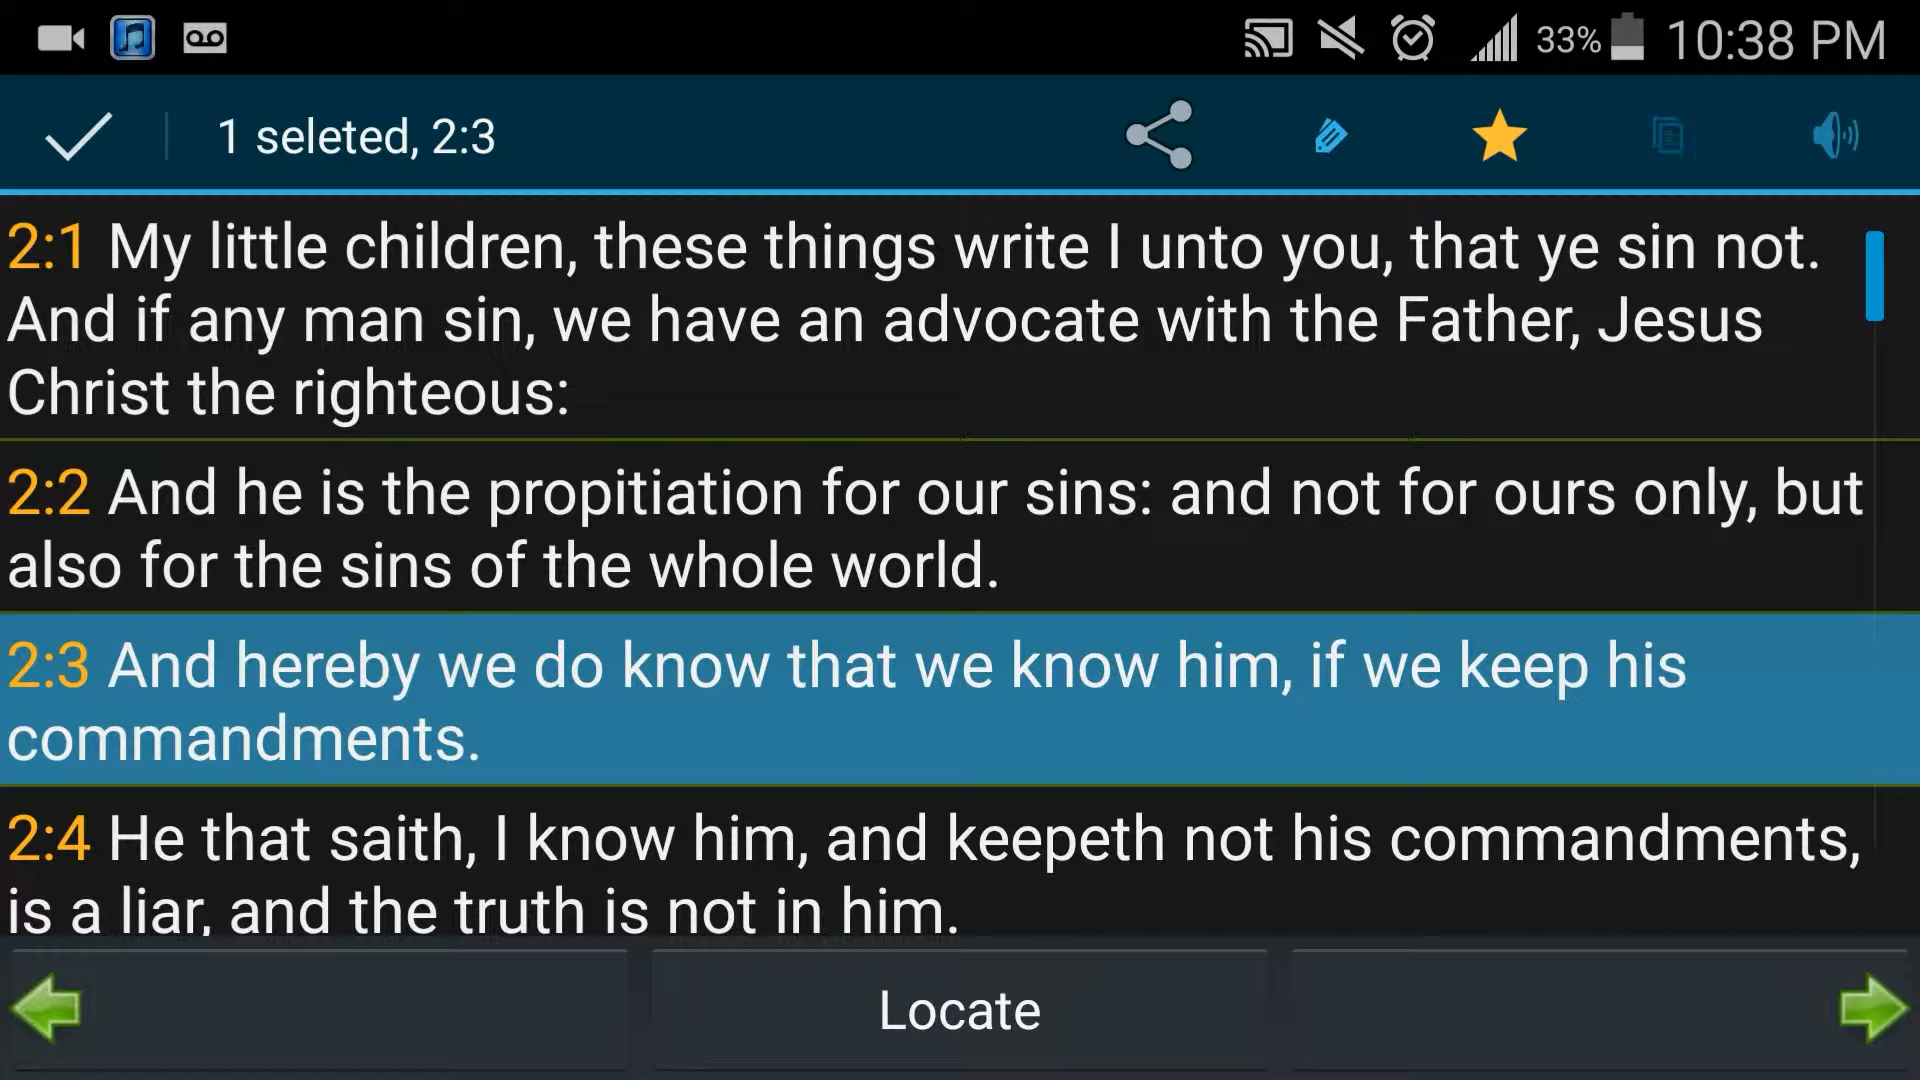 33% 10:38 PM
1 seleted, 2:3
2:1 My little children, these things write I unto you, that ye sin not.
And if any man sin, we have an advocate with the Father, Jesus
Christ the righteous:
2:2 And he is the propitiation for our sins: and not for ours only, but
also for the sins of the whole world.
2:3 And hereby we do know that we know him, if we keep his
commandments.
2:4 He that saith, I know him, and keepeth not his commandments,
is a liar, and the truth is not in him.
Locate